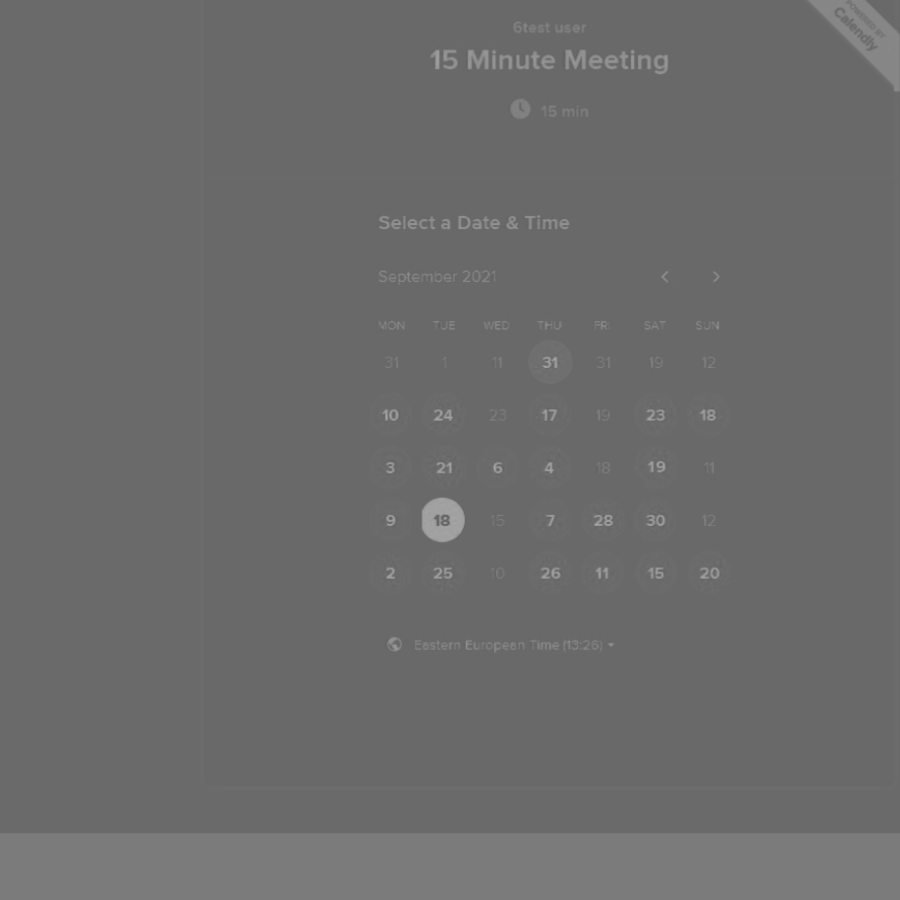 POWERED BY
Calendly
6test user
15 Minute Meeting
15 min
Select a Date & Time
September 2021
MON TUE WED THU FRI SAT SUN
31 1 11 31 31 19 12
10 24 23 17 19 23 18
3 21 6 4 18 19 11
9 18 15 7 28 30 12
2 25 10 26 11 15 20
Eastern European Time (13:26)